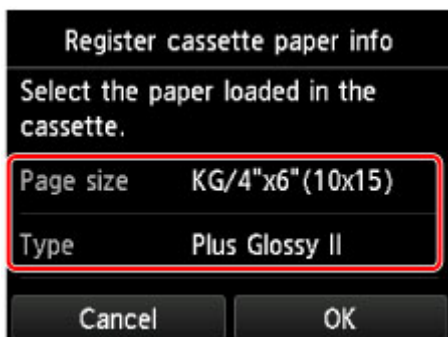 Register cassette paper info
Select the paper loaded in the
cassette.
Page size KG/4"x6"(10x15)
Type Plus Glossy II
Cancel OK